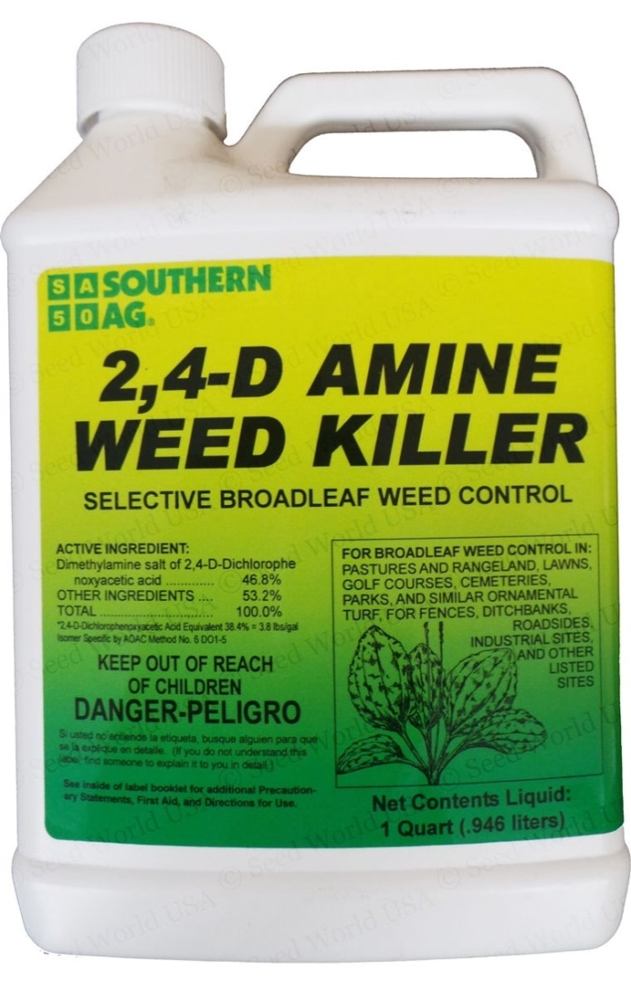 SA SOUTHERN
50 AG®
2,4-D AMINE
WEED KILLER
SELECTIVE BROADLEAF WEED CONTROL
ACTIVE INGREDIENT:
Dimethylamine salt of 2,4-D-Dichlorophe
noxyacetic acid ............ 46.8%
OTHER INGREDIENTS .... 53.2%
TOTAL ............................. 100.0%
*2,4-D-Dichlorophenoxyacetic Acid Equivalent 38.4% = 3.8 lbs/gal
Isomer Specific by AOAC Method No. 6 DO1-5
KEEP OUT OF REACH
OF CHILDREN
DANGER-PELIGRO
Si usted no entiende la etiqueta, busque alguien para que
se la explique en detalle. (If you do not understand this
label, find someone to explain it to you in detail.)
See inside of label booklet for additional Precaution-
ary Statements, First Aid, and Directions for Use.
FOR BROADLEAF WEED CONTROL IN:
PASTURES AND RANGELAND, LAWNS,
GOLF COURSES, CEMETERIES,
PARKS, AND SIMILAR ORNAMENTAL
TURF, FOR FENCES, DITCHBANKS,
ROADSIDES,
INDUSTRIAL SITES,
AND OTHER
LISTED
SITES
Net Contents Liquid:
1 Quart (.946 liters)
© Seed World USA